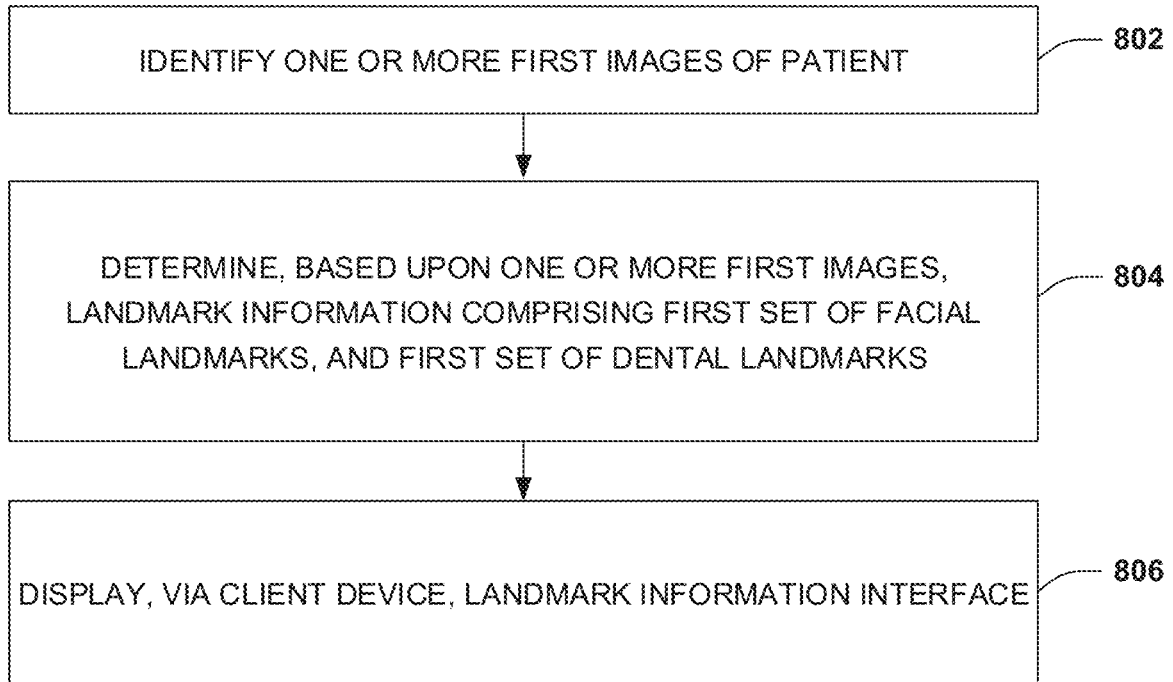 IDENTIFY ONE OR MORE FIRST IMAGES OF PATIENT
802
DETERMINE, BASED UPON ONE OR MORE FIRST IMAGES,
LANDMARK INFORMATION COMPRISING FIRST SET OF FACIAL
LANDMARKS, AND FIRST SET OF DENTAL LANDMARKS
804
DISPLAY, VIA CLIENT DEVICE, LANDMARK INFORMATION INTERFACE
806